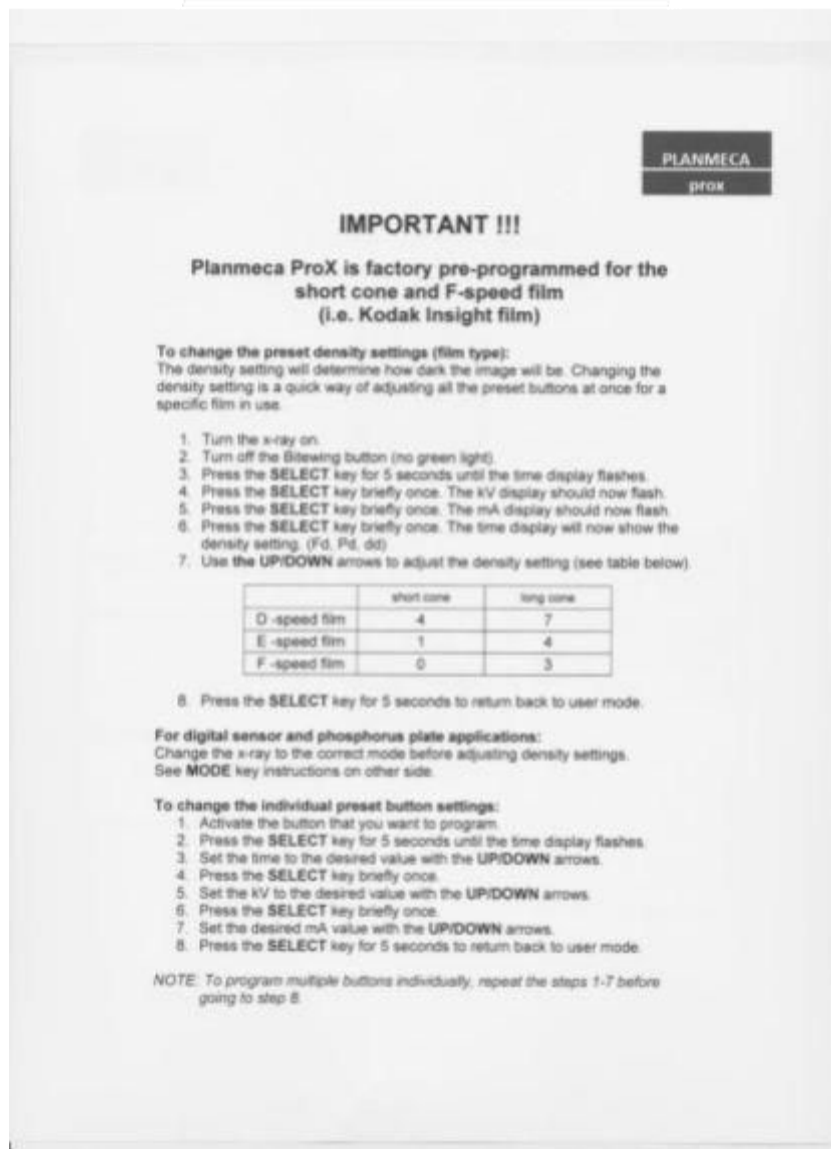 PLANMECA
prox
IMPORTANT !!!
Planmeca ProX is factory pre-programmed for the
short cone and F-speed film
(i.e. Kodak Insight film)
To change the preset density settings (film type):
The density setting will determine how dark the image will be. Changing the
density setting is a quick way of adjusting all the preset buttons at once for a
specific film in use.
1. Turn the x-ray on.
2. Turn off the Bitewing button (no green light).
3. Press the SELECT key for 5 seconds until the time display flashes.
4. Press the SELECT key briefly once. The kV display should now flash.
5. Press the SELECT key briefly once. The mA display should now flash.
6. Press the SELECT key briefly once. The time display will now show the
density setting. (Fd, Pd, dd)
7. Use the UP/DOWN arrows to adjust the density setting (see table below).
short cone long cone
D -speed film 4 7
E -speed film 1 4
F -speed film 0 3
8. Press the SELECT key for 5 seconds to return back to user mode.
For digital sensor and phosphorus plate applications:
Change the x-ray to the correct mode before adjusting density settings.
See MODE key instructions on other side.
To change the individual preset button settings:
1. Activate the button that you want to program.
2. Press the SELECT key for 5 seconds until the time display flashes.
3. Set the time to the desired value with the UP/DOWN arrows.
4. Press the SELECT key briefly once.
5. Set the kV to the desired value with the UP/DOWN arrows.
6. Press the SELECT key briefly once.
7. Set the desired mA value with the UP/DOWN arrows.
8. Press the SELECT key for 5 seconds to return back to user mode.
NOTE: To program multiple buttons individually, repeat the steps 1-7 before
going to step 8.